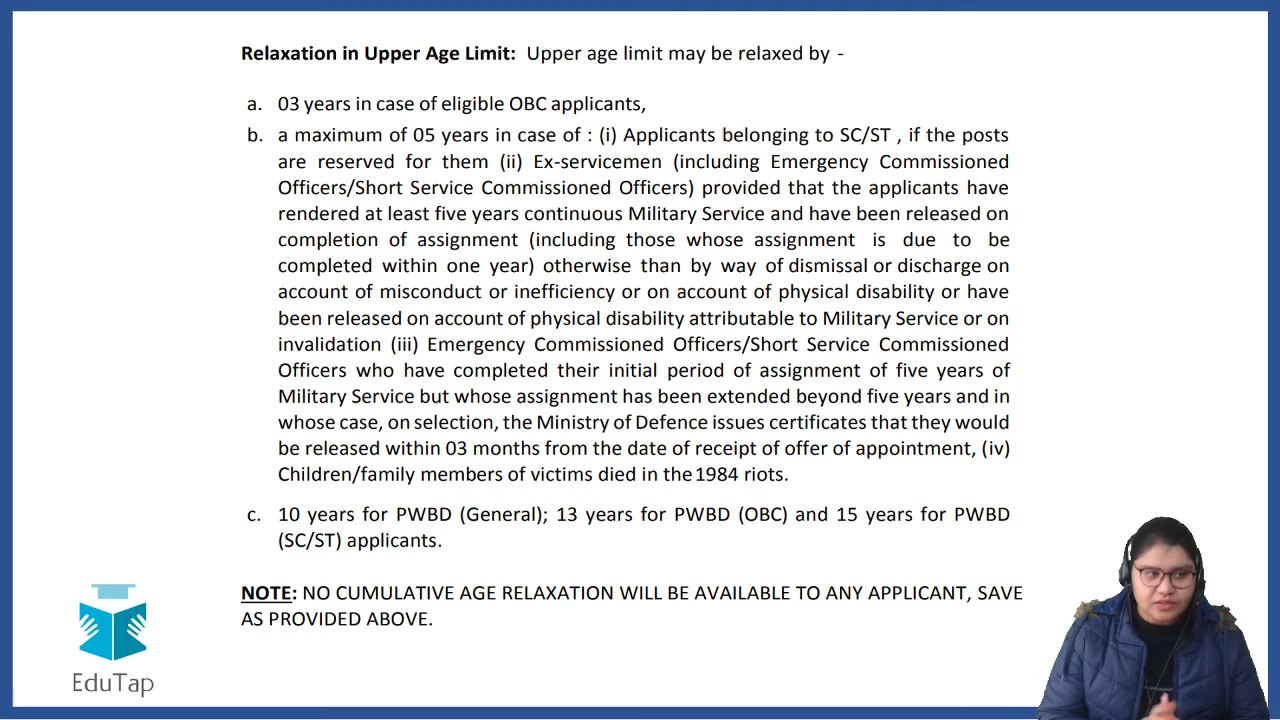 Relaxation in Upper Age Limit: Upper age limit may be relaxed by -
a. 03 years in case of eligible OBC applicants,
b. a maximum of 05 years in case of : (i) Applicants belonging to SC/ST , if the posts
are reserved for them (ii) Ex-servicemen (including Emergency Commissioned
Officers/Short Service Commissioned Officers) provided that the applicants have
rendered at least five years continuous Military Service and have been released on
completion of assignment (including those whose assignment is due to be
completed within one year) otherwise than by way of dismissal or discharge on
account of misconduct or inefficiency or on account of physical disability or have
been released on account of physical disability attributable to Military Service or on
invalidation (iii) Emergency Commissioned Officers/Short Service Commissioned
Officers who have completed their initial period of assignment of five years of
Military Service but whose assignment has been extended beyond five years and in
whose case, on selection, the Ministry of Defence issues certificates that they would
be released within 03 months from the date of receipt of offer of appointment, (iv)
Children/family members of victims died in the 1984 riots.
c. 10 years for PWBD (General); 13 years for PWBD (OBC) and 15 years for PWBD
(SC/ST) applicants.
NOTE: NO CUMULATIVE AGE RELAXATION WILL BE AVAILABLE TO ANY APPLICANT, SAVE
AS PROVIDED ABOVE.
EduTap